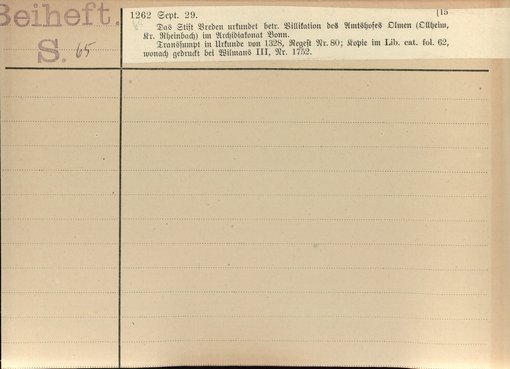 Beiheft.
S. 65
1262 Sept. 29. [15
Das Stift Vreden urkundet betr. Villikation des Amtshofes Olmen (Ollheim,
Kr. Rheinbach) im Archidiakonat Bonn.
Transsumpt in Urkunde von 1328, Regest Nr. 80; Kopie im Lib. cat. fol. 62,
wonach gedruckt bei Wilmans III, Nr. 1752.